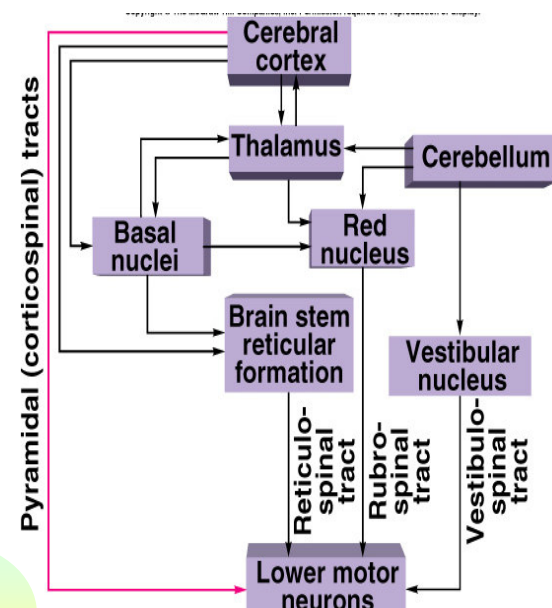 Cerebral
cortex
Thalamus
Cerebellum
Pyramidal (corticospinal) tracts
Basal
nuclei
Red
nucleus
Brain stem
reticular
formation
Vestibular
nucleus
Reticulo-
spinal
tract
Rubro-
spinal
tract
Vestibulo-
spinal
tract
Lower motor
neurons